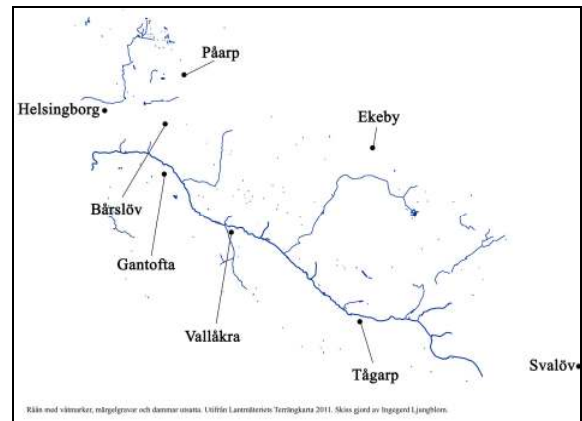 Påarp
Helsingborg
Ekeby
Bårslöv
Gantofta
Vallåkra
Tågarp
Svalöv
Råån med våtmarker, märgelgravar och dammar utsatta. Utifrån Lantmäteriets Terrängkarta 2011. Skiss gjord av Ingegerd Ljungblom.